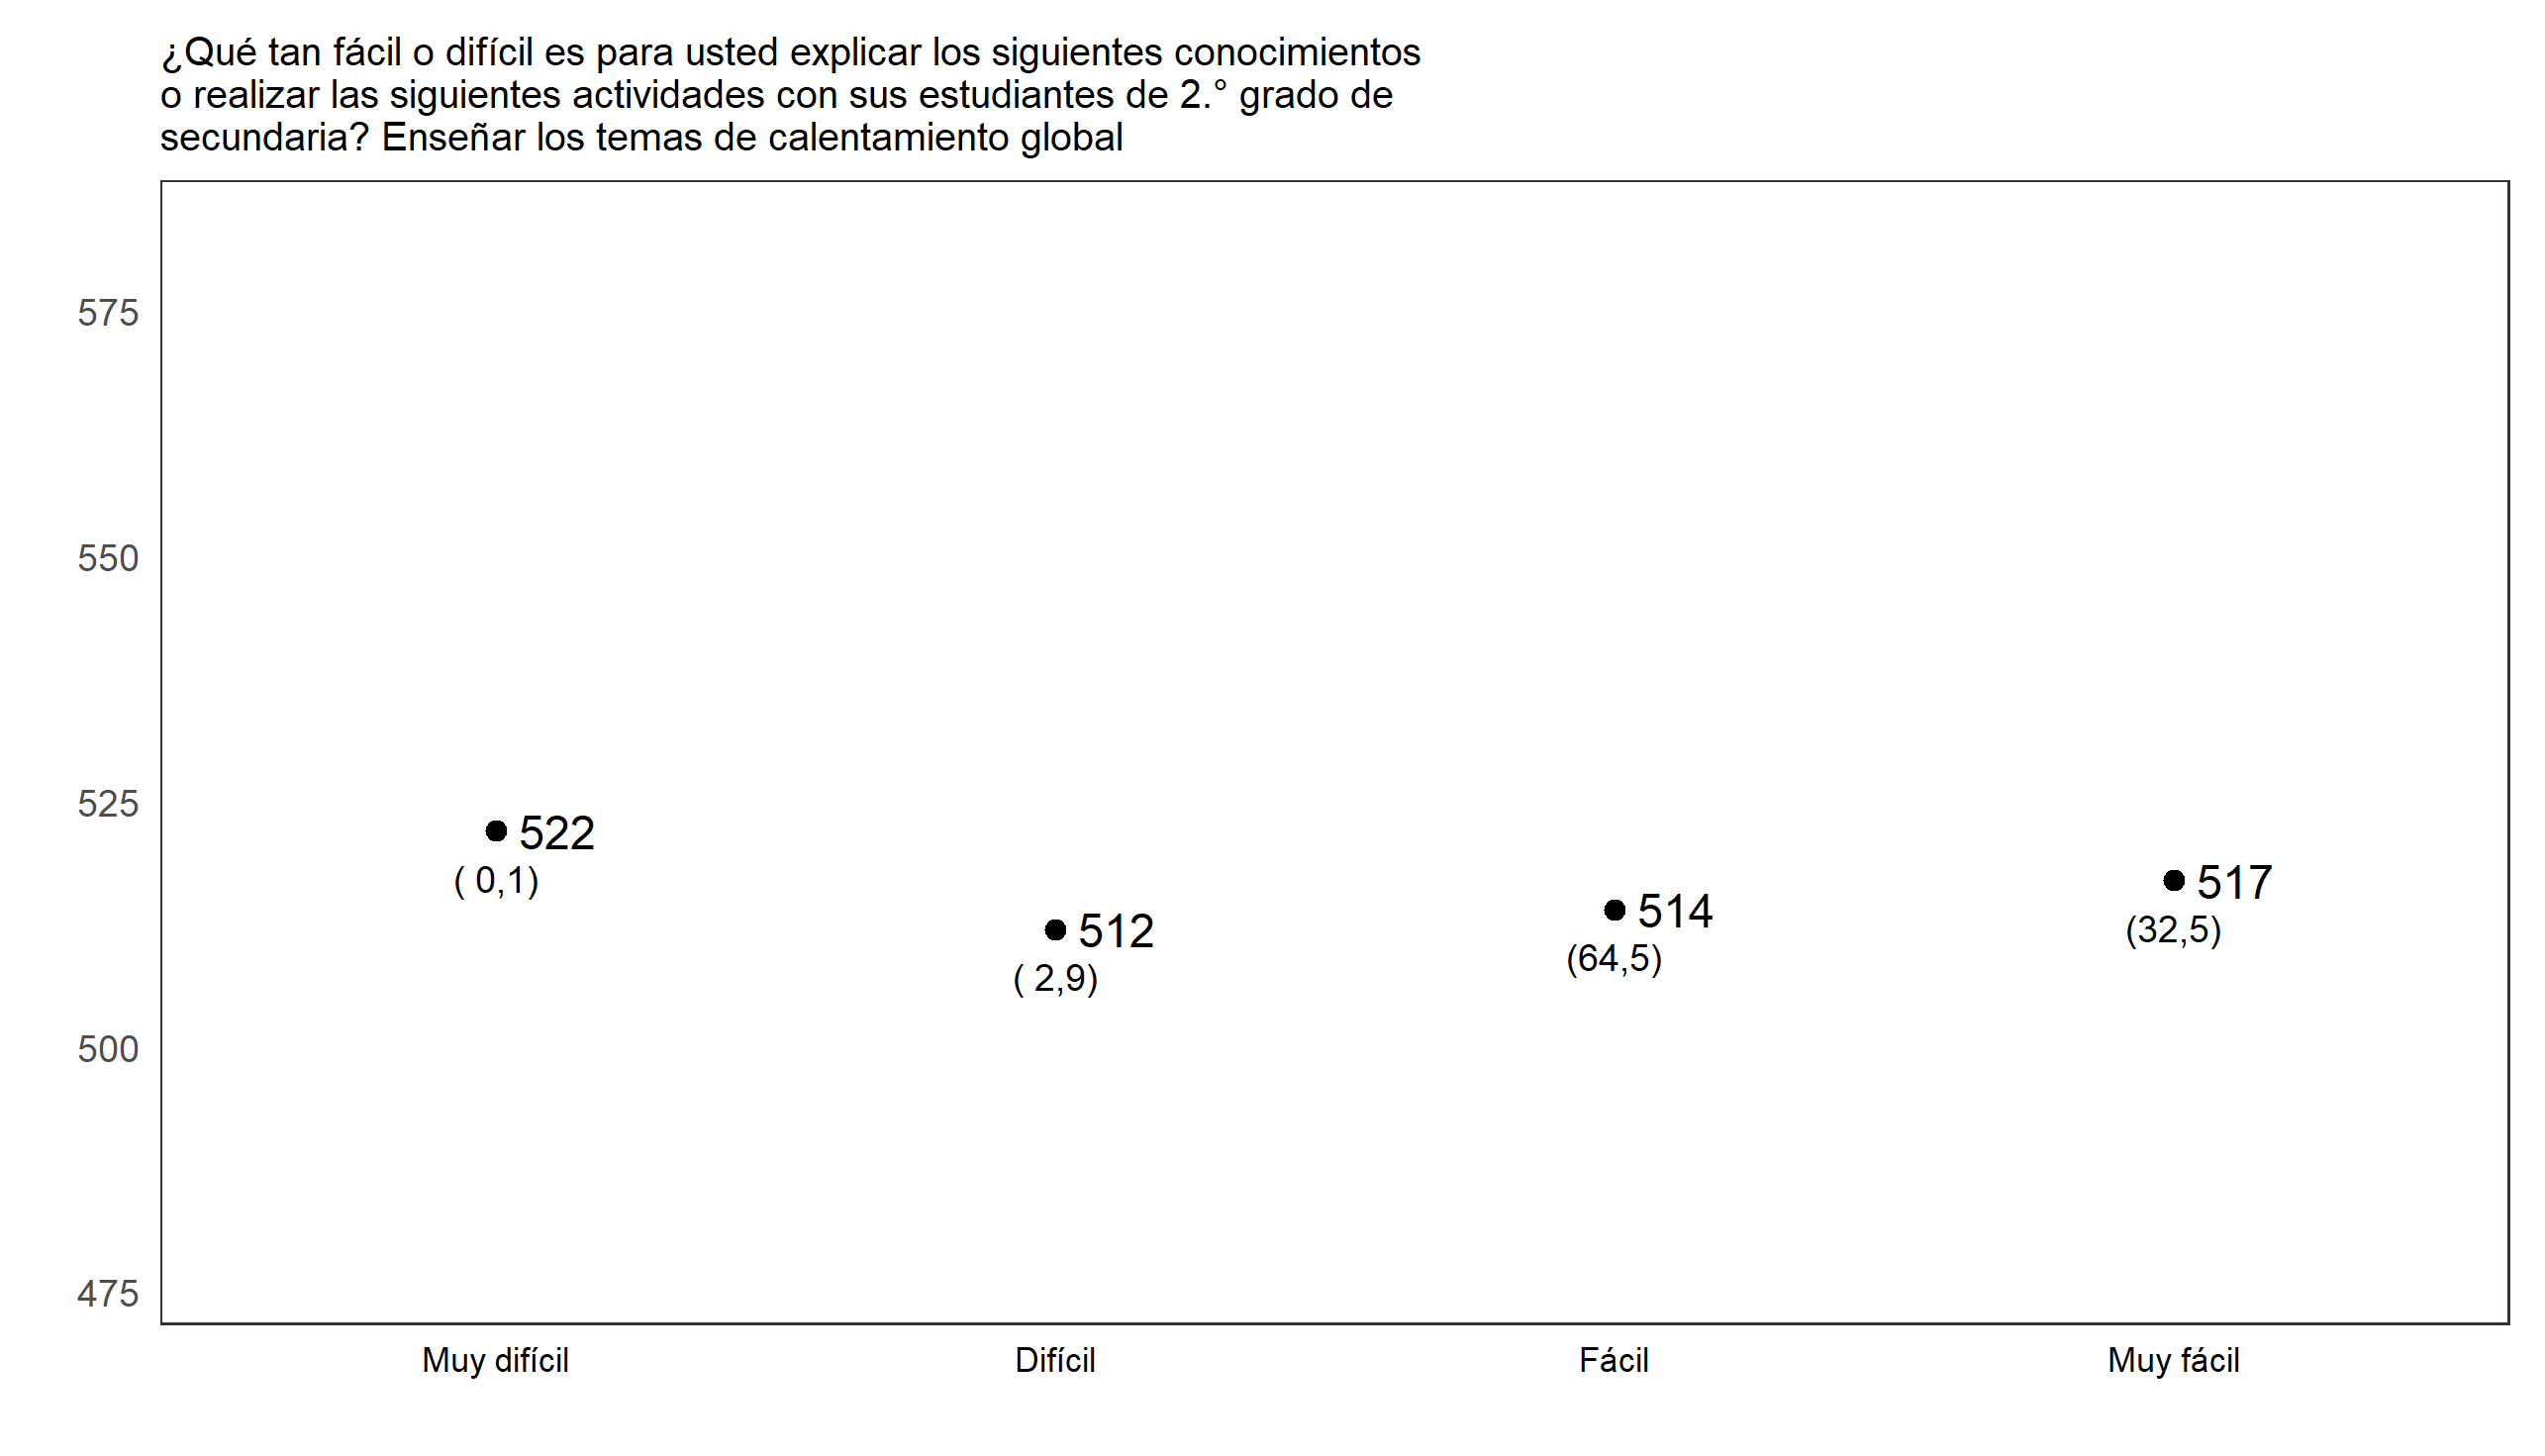 ¿Qué tan fácil o difícil es para usted explicar los siguientes conocimientos
o realizar las siguientes actividades con sus estudiantes de 2.° grado de
secundaria? Enseñar los temas de calentamiento global
575
550
525
500
475
522
( 0,1)
512
( 2,9)
514
(64,5)
517
(32,5)
Muy difícil
Difícil
Fácil
Muy fácil